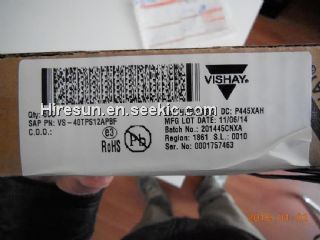 VISHAY
Hiresun.en.seekic.com
Qty:
DC: P445XAH
SAP PN: VS-40TPS12APBF
MFG LOT DATE: 11/06/14
C.O.O.:
Batch No.: 201445CNXA
e3
RoHS
Pb
Region: 1861 S.L.: 0010
Ser. No: 0001757463